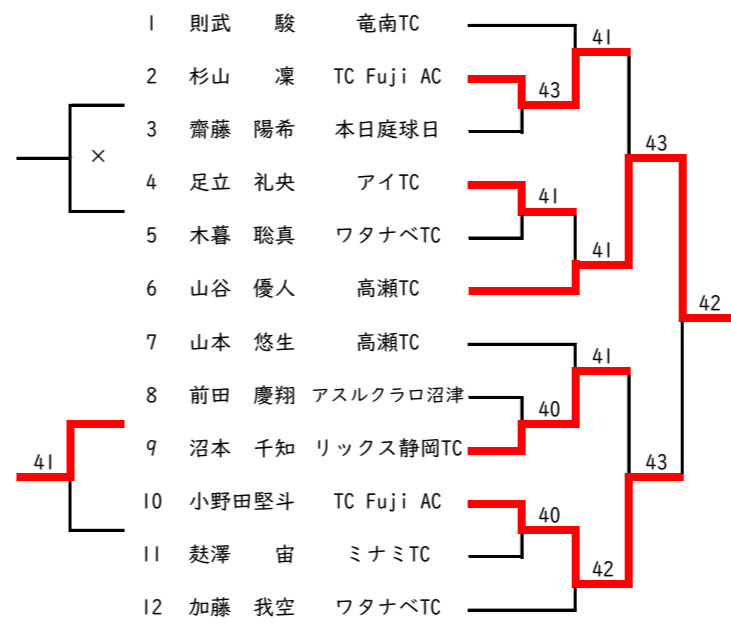 1 則武 駿 竜南TC
41
2 杉山 凜 TC Fuji AC
43
3 齋藤 陽希 本日庭球日
× 43
4 足立 礼央 アイTC
41
5 木暮 聡真 ワタナベTC
41
6 山谷 優人 高瀬TC
42
7 山本 悠生 高瀬TC
41
8 前田 慶翔 アスルクラロ沼津
40
9 沼本 千知 リックス静岡TC
41 43
10 小野田堅斗 TC Fuji AC
40
11 麸澤 宙 ミナミTC
42
12 加藤 我空 ワタナベTC